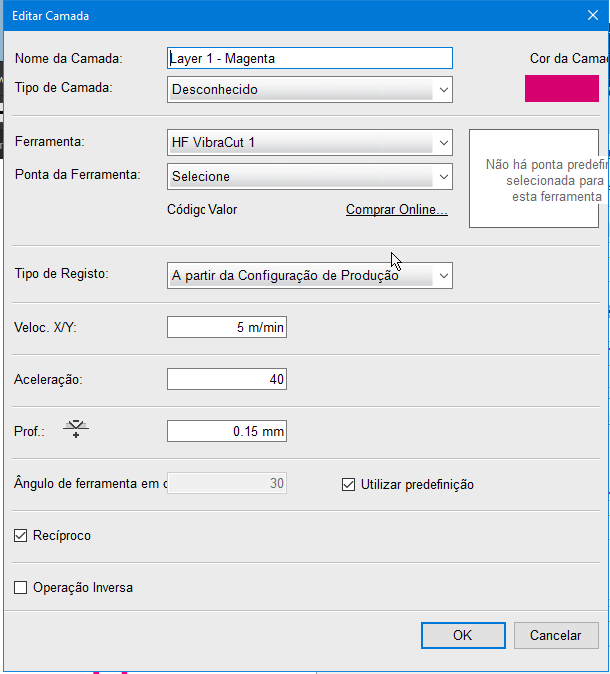 Editar Camada
Nome da Camada:
Layer 1 - Magenta
Cor da Camad
Tipo de Camada:
Desconhecido
Ferramenta:
HF VibraCut 1
Ponta da Ferramenta:
Selecione
Não há ponta predefin
selecionada para
esta ferramenta
Códigc Valor
Comprar Online...
Tipo de Registo:
A partir da Configuração de Produção
Veloc. X/Y:
5 m/min
Aceleração:
40
Prof.:
0.15 mm
Ângulo de ferramenta em c
30
Utilizar predefinição
Recíproco
Operação Inversa
OK
Cancelar